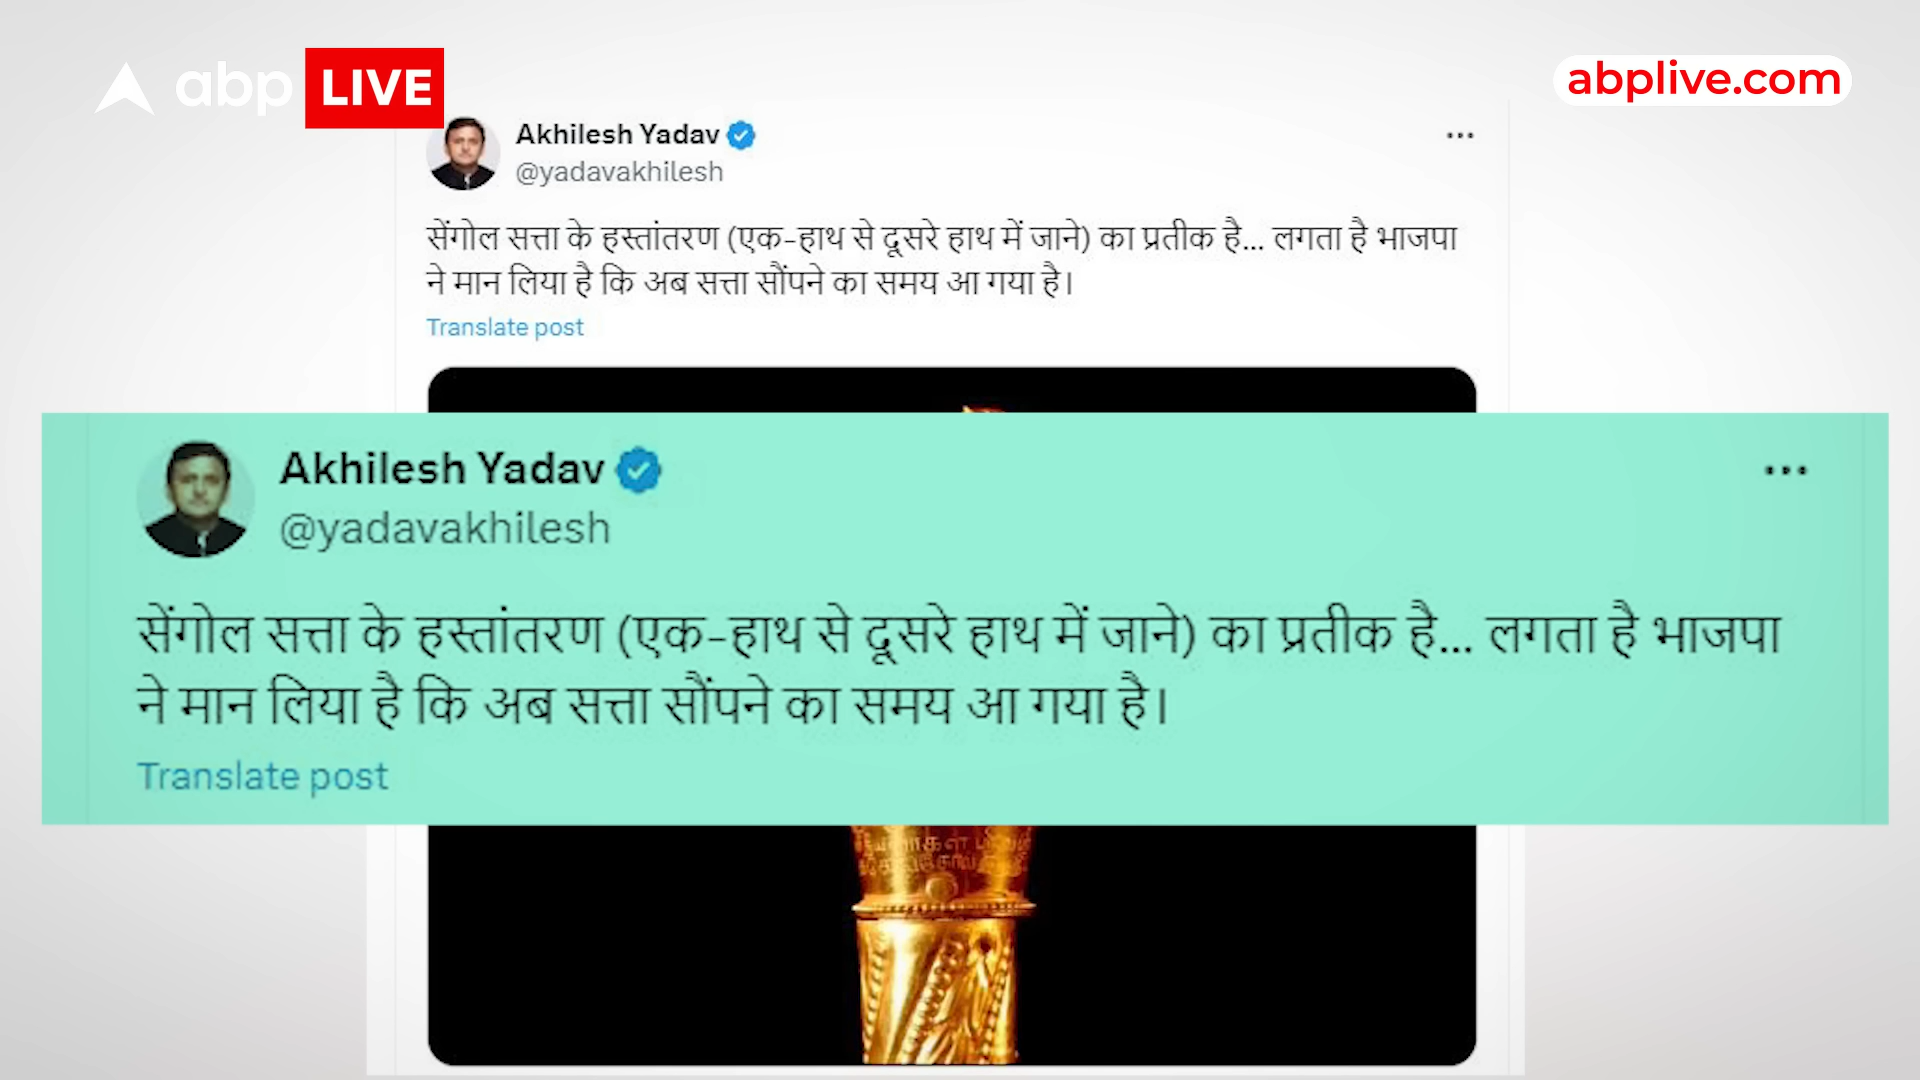 abp LIVE
abplive.com
Akhilesh Yadav
@yadavakhilesh
सेंगोल सत्ता के हस्तांतरण (एक-हाथ से दूसरे हाथ में जाने) का प्रतीक है... लगता है भाजपा
ने मान लिया है कि अब सत्ता सौंपने का समय आ गया है।
Translate post
Akhilesh Yadav
@yadavakhilesh
सेंगोल सत्ता के हस्तांतरण (एक-हाथ से दूसरे हाथ में जाने) का प्रतीक है... लगता है भाजपा
ने मान लिया है कि अब सत्ता सौंपने का समय आ गया है।
Translate post